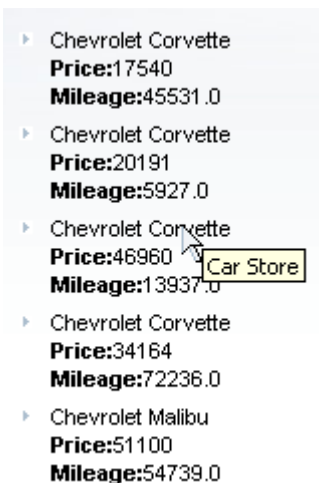 Chevrolet Corvette
Price:17540
Mileage:45531.0
Chevrolet Corvette
Price:20191
Mileage:5927.0
Chevrolet Corvette
Price:46960
Car Store
Mileage:13937.0
Chevrolet Corvette
Price:34164
Mileage:72236.0
Chevrolet Malibu
Price:51100
Mileage:54739.0